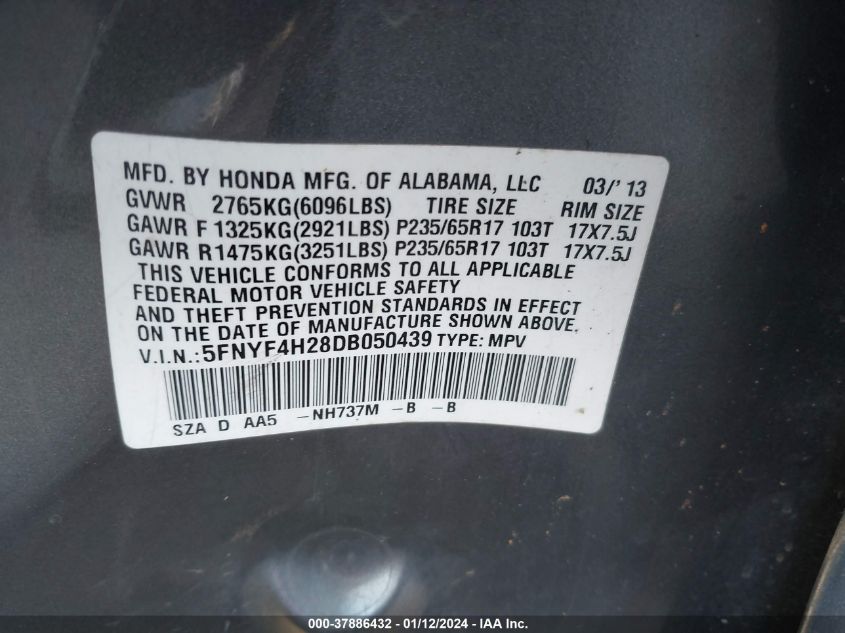 MFD. BY HONDA MFG. OF ALABAMA, LLC 03/'13
GVWR 2765KG(6096LBS) TIRE SIZE RIM SIZE
GAWR F 1325KG(2921LBS) P235/65R17 103T 17X7.5J
GAWR R1475KG(3251LBS) P235/65R17 103T 17X7.5J
THIS VEHICLE CONFORMS TO ALL APPLICABLE
FEDERAL MOTOR VEHICLE SAFETY
AND THEFT PREVENTION STANDARDS IN EFFECT
ON THE DATE OF MANUFACTURE SHOWN ABOVE.
V.I.N.:5FNYF4H28DB050439 TYPE: MPV
SZA D AA5 -NH737M -B -B
000-37886432 - 01/12/2024 - IAA Inc.